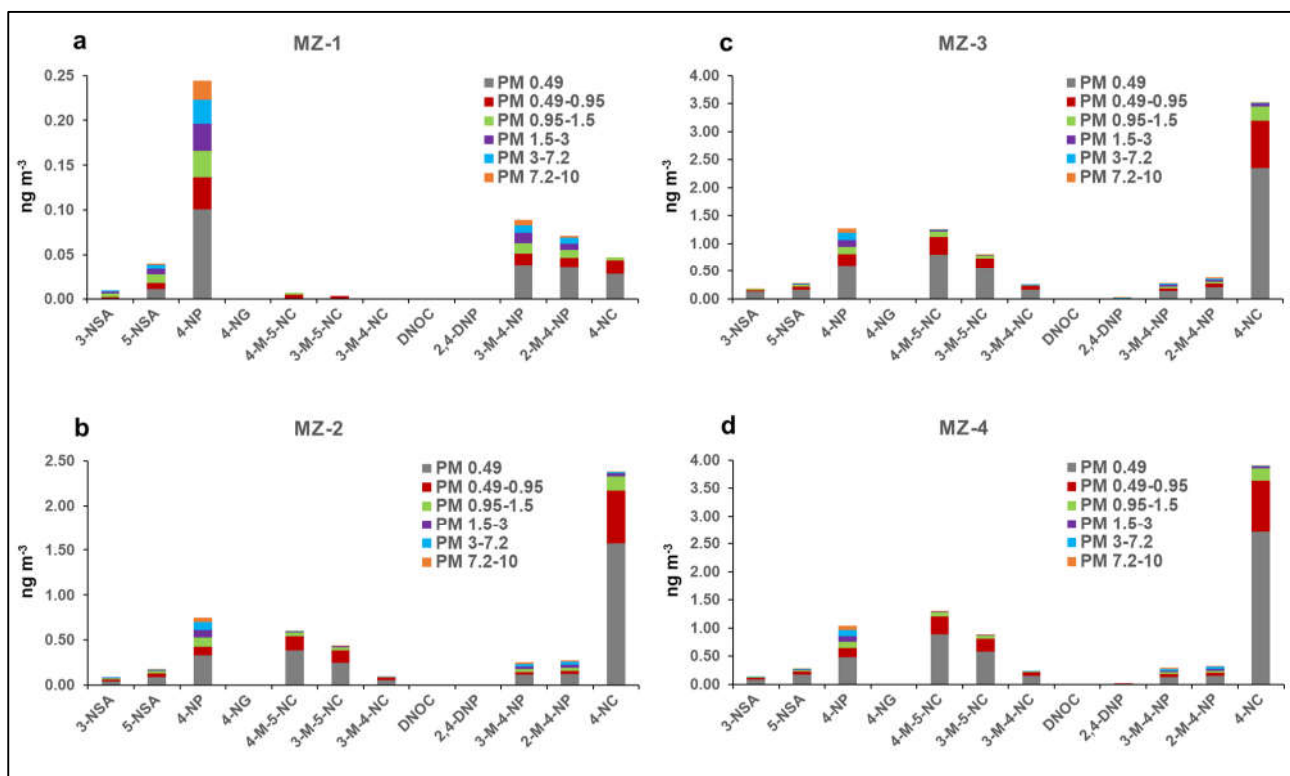 a
MZ-1
0.25
0.20
0.15
0.10
0.05
0.00
ng m-3
PM 0.49
PM 0.49-0.95
PM 0.95-1.5
PM 1.5-3
PM 3-7.2
PM 7.2-10
3-NSA
5-NSA
4-NP
4-NG
4-M-5-NC
3-M-5-NC
3-M-4-NC
DNOC
2,4-DNP
3-M-4-NP
2-M-4-NP
4-NC
b
MZ-2
2.50
2.00
1.50
1.00
0.50
0.00
ng m-3
PM 0.49
PM 0.49-0.95
PM 0.95-1.5
PM 1.5-3
PM 3-7.2
PM 7.2-10
3-NSA
5-NSA
4-NP
4-NG
4-M-5-NC
3-M-5-NC
3-M-4-NC
DNOC
2,4-DNP
3-M-4-NP
2-M-4-NP
4-NC
c
MZ-3
4.00
3.50
3.00
2.50
2.00
1.50
1.00
0.50
0.00
ng m-3
PM 0.49
PM 0.49-0.95
PM 0.95-1.5
PM 1.5-3
PM 3-7.2
PM 7.2-10
3-NSA
5-NSA
4-NP
4-NG
4-M-5-NC
3-M-5-NC
3-M-4-NC
DNOC
2,4-DNP
3-M-4-NP
2-M-4-NP
4-NC
d
MZ-4
4.00
3.50
3.00
2.50
2.00
1.50
1.00
0.50
0.00
ng m-3
PM 0.49
PM 0.49-0.95
PM 0.95-1.5
PM 1.5-3
PM 3-7.2
PM 7.2-10
3-NSA
5-NSA
4-NP
4-NG
4-M-5-NC
3-M-5-NC
3-M-4-NC
DNOC
2,4-DNP
3-M-4-NP
2-M-4-NP
4-NC